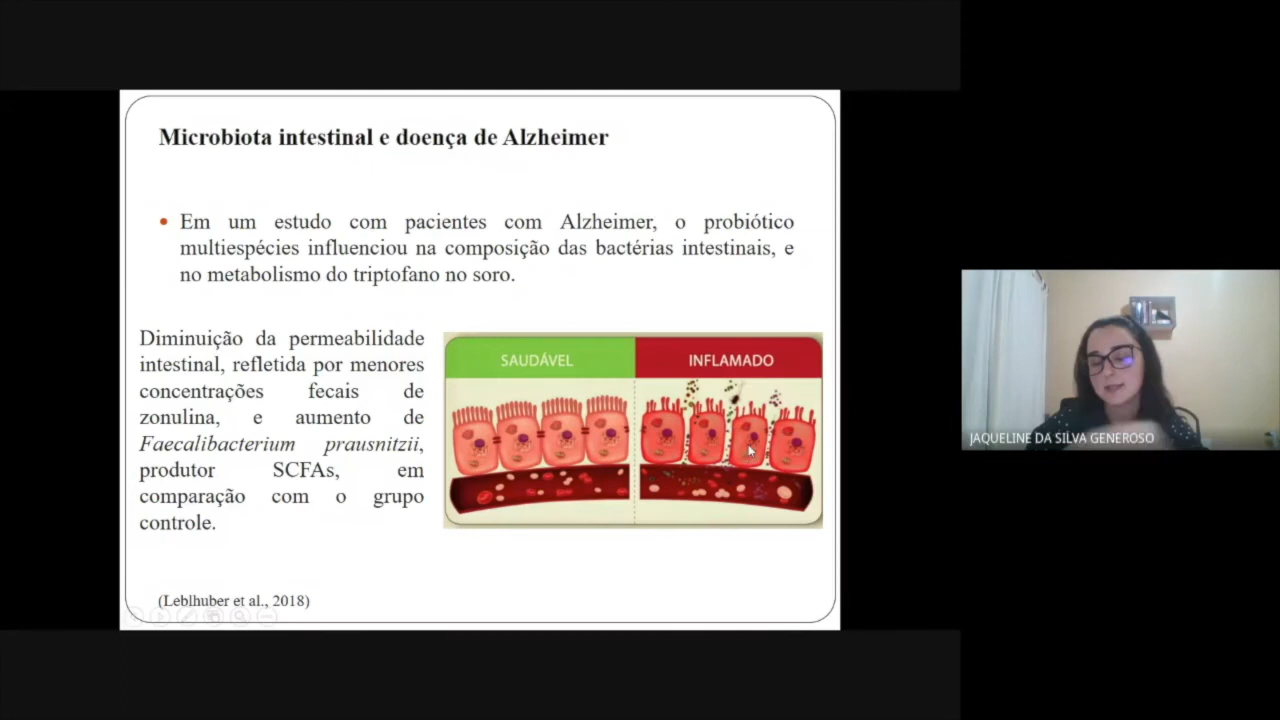 Microbiota intestinal e doença de Alzheimer
• Em um estudo com pacientes com Alzheimer, o probiótico
multiespécies influenciou na composição das bactérias intestinais, e
no metabolismo do triptofano no soro.
Diminuição da permeabilidade
intestinal, refletida por menores
concentrações fecais de
zonulina, e aumento de
Faecalibacterium prausnitzii,
produtor SCFAs, em
comparação com o grupo
controle.
SAUDÁVEL
INFLAMADO
(Leblhuber et al., 2018)
JAQUELINE DA SILVA GENEROSO